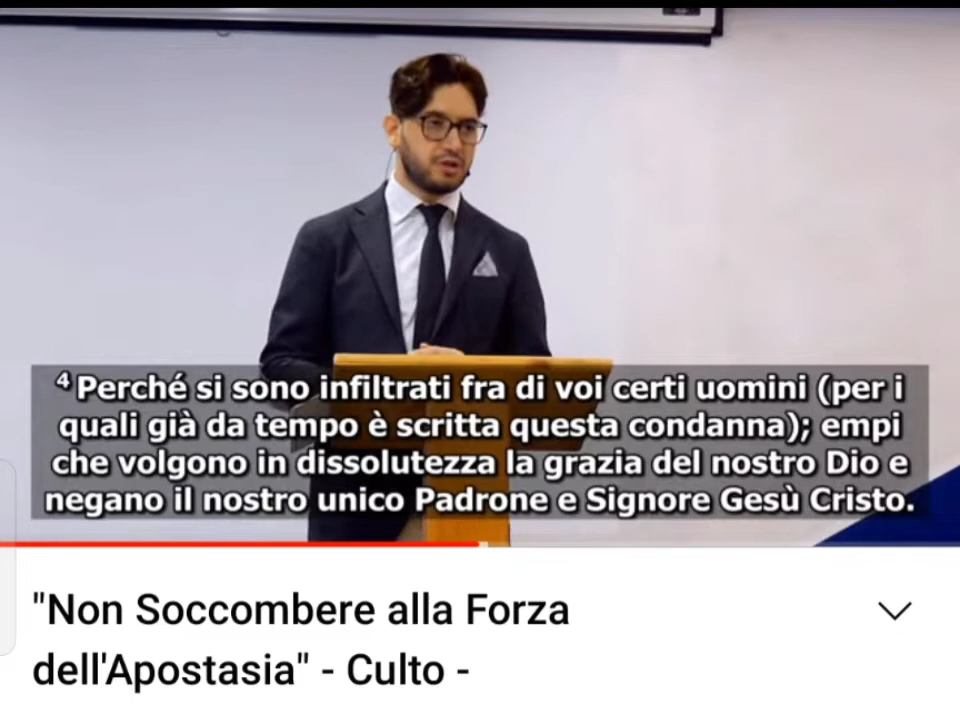 ⁴ Perché si sono infiltrati fra di voi certi uomini (per i
quali già da tempo è scritta questa condanna); empi
che volgono in dissolutezza la grazia del nostro Dio e
negano il nostro unico Padrone e Signore Gesù Cristo.
"Non Soccombere alla Forza
dell'Apostasia" - Culto -